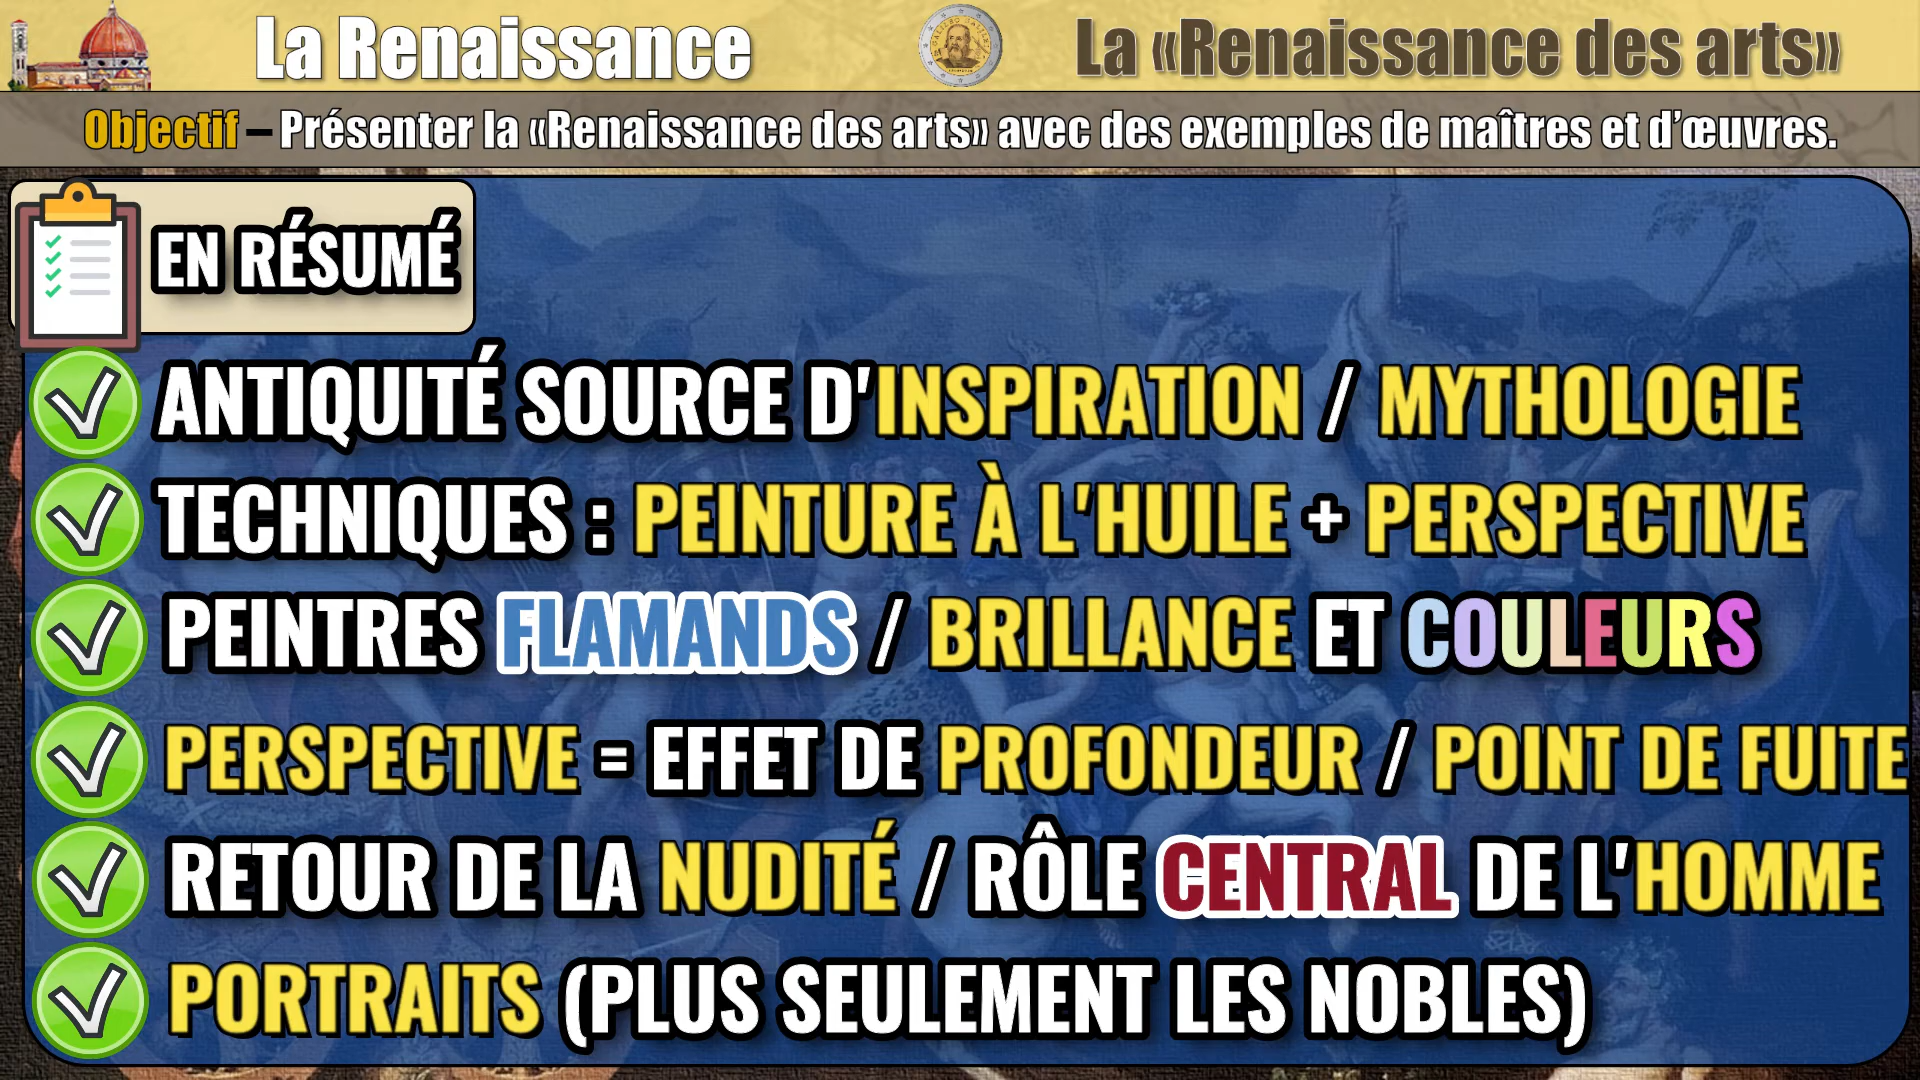 La Renaissance
La «Renaissance des arts»
Objectif – Présenter la «Renaissance des arts» avec des exemples de maîtres et d'œuvres.
EN RÉSUMÉ
ANTIQUITÉ SOURCE D'INSPIRATION / MYTHOLOGIE
TECHNIQUES : PEINTURE À L'HUILE + PERSPECTIVE
PEINTRES FLAMANDS / BRILLANCE ET COULEURS
PERSPECTIVE = EFFET DE PROFONDEUR / POINT DE FUITE
RETOUR DE LA NUDITÉ / RÔLE CENTRAL DE L'HOMME
PORTRAITS (PLUS SEULEMENT LES NOBLES)